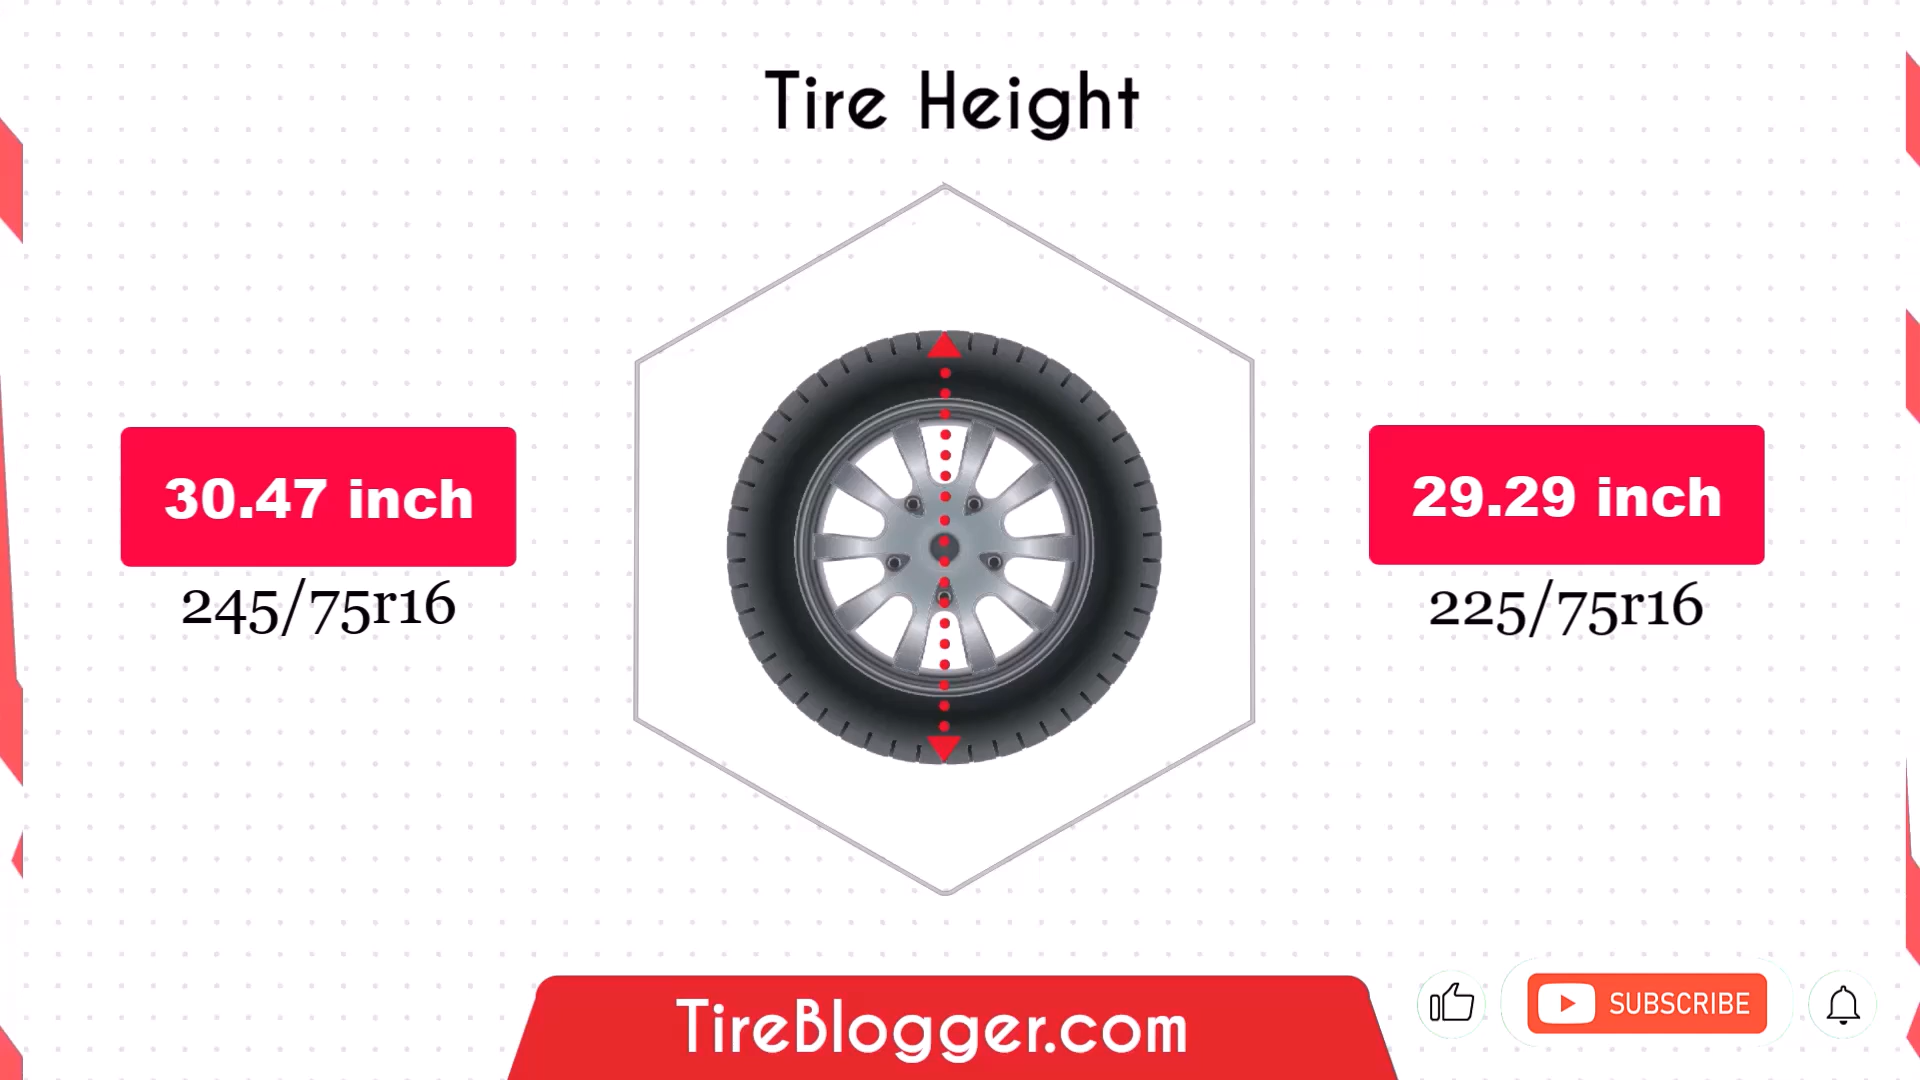 Tire Height
30.47 inch
245/75r16
29.29 inch
225/75r16
TireBlogger.com
SUBSCRIBE